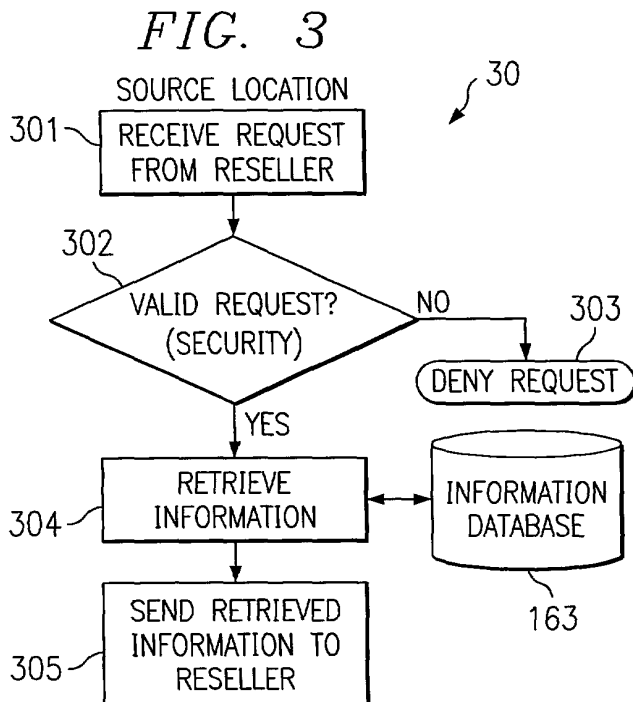 FIG. 3
30
SOURCE LOCATION
301
RECEIVE REQUEST
FROM RESELLER
302
VALID REQUEST?
(SECURITY)
NO
303
DENY REQUEST
YES
304
RETRIEVE
INFORMATION
INFORMATION
DATABASE
163
305
SEND RETRIEVED
INFORMATION TO
RESELLER